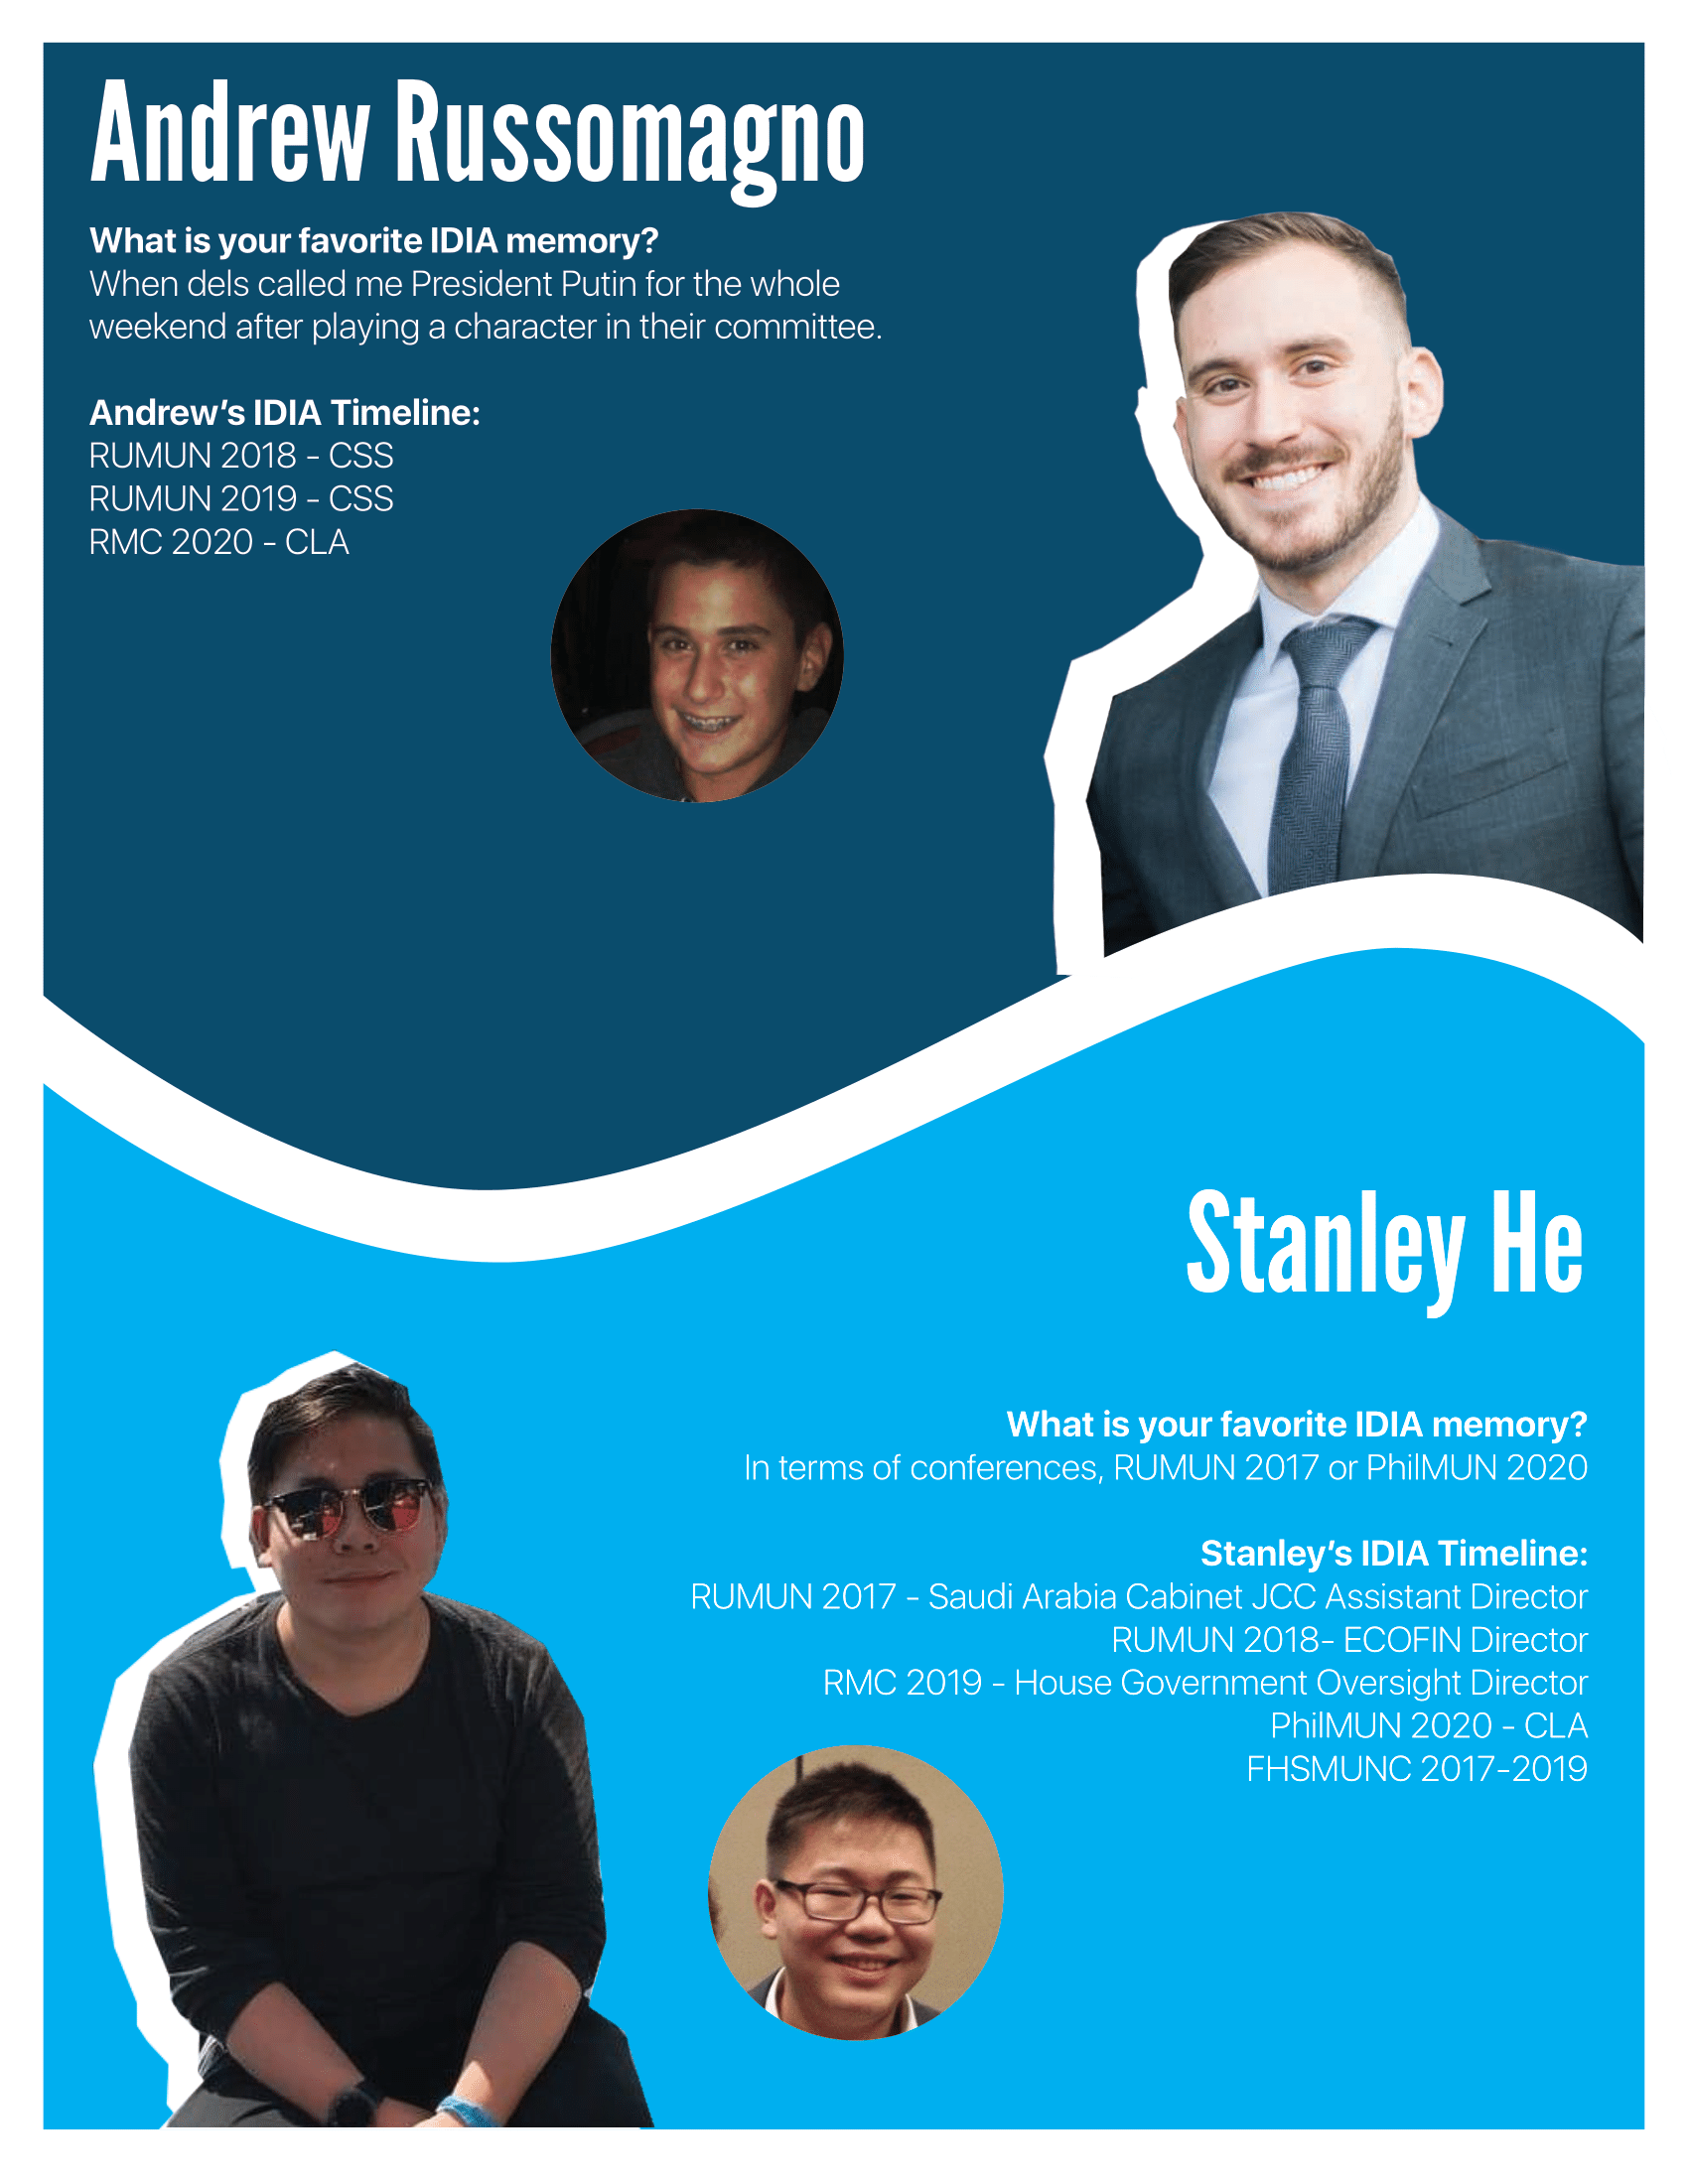 Andrew Russomagno
What is your favorite IDIA memory?
When dels called me President Putin for the whole
weekend after playing a character in their committee.
Andrew's IDIA Timeline:
RUMUN 2018 - CSS
RUMUN 2019 - CSS
RMC 2020 - CLA
Stanley He
What is your favorite IDIA memory?
In terms of conferences, RUMUN 2017 or PhilMUN 2020
Stanley's IDIA Timeline:
RUMUN 2017 - Saudi Arabia Cabinet JCC Assistant Director
RUMUN 2018- ECOFIN Director
RMC 2019 - House Government Oversight Director
PhilMUN 2020 - CLA
FHSMUNC 2017-2019